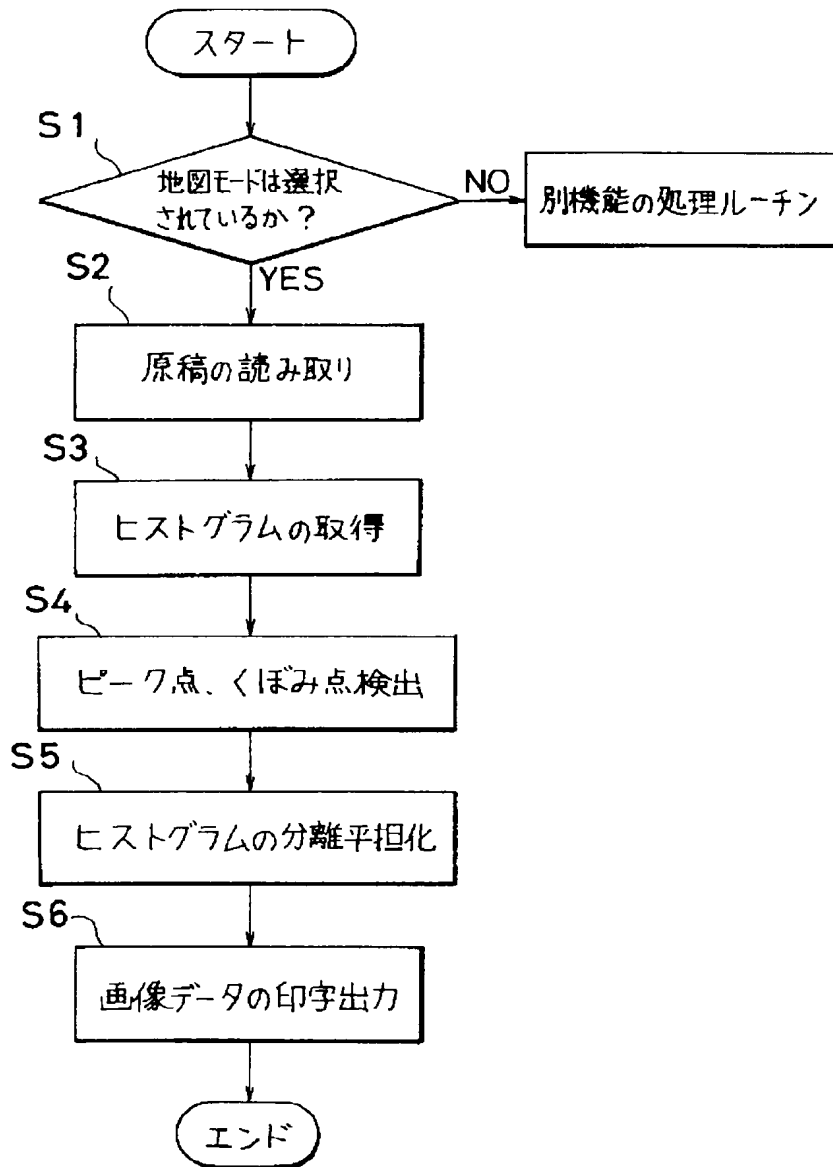 スタート
S1
地図モードは選択
されているか？
NO
別機能の処理ルーチン
YES
S2
原稿の読み取り
S3
ヒストグラムの取得
S4
ピーク点、くぼみ点検出
S5
ヒストグラムの分離平担化
S6
画像データの印字出力
エンド